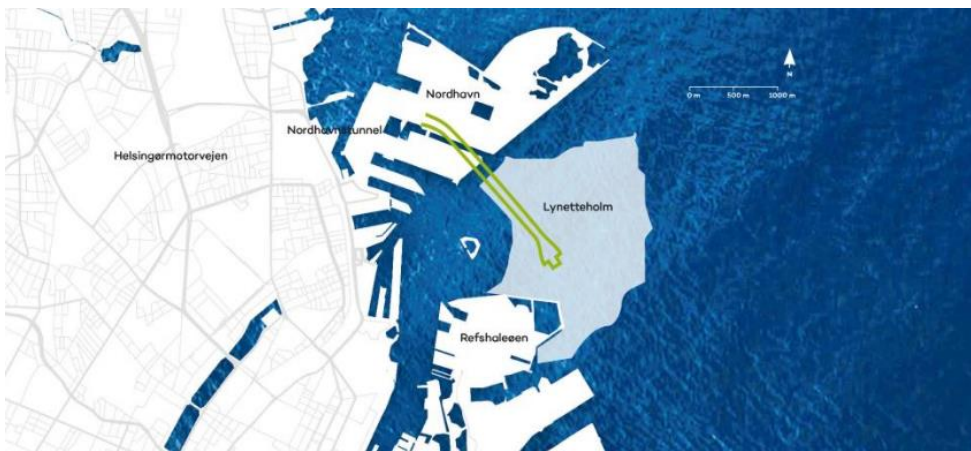 N
0 m 500 m 1000 m
Nordhavn
Nordhavnstunnel
Helsingørmotorvejen
Lynetteholm
Refshaleøen